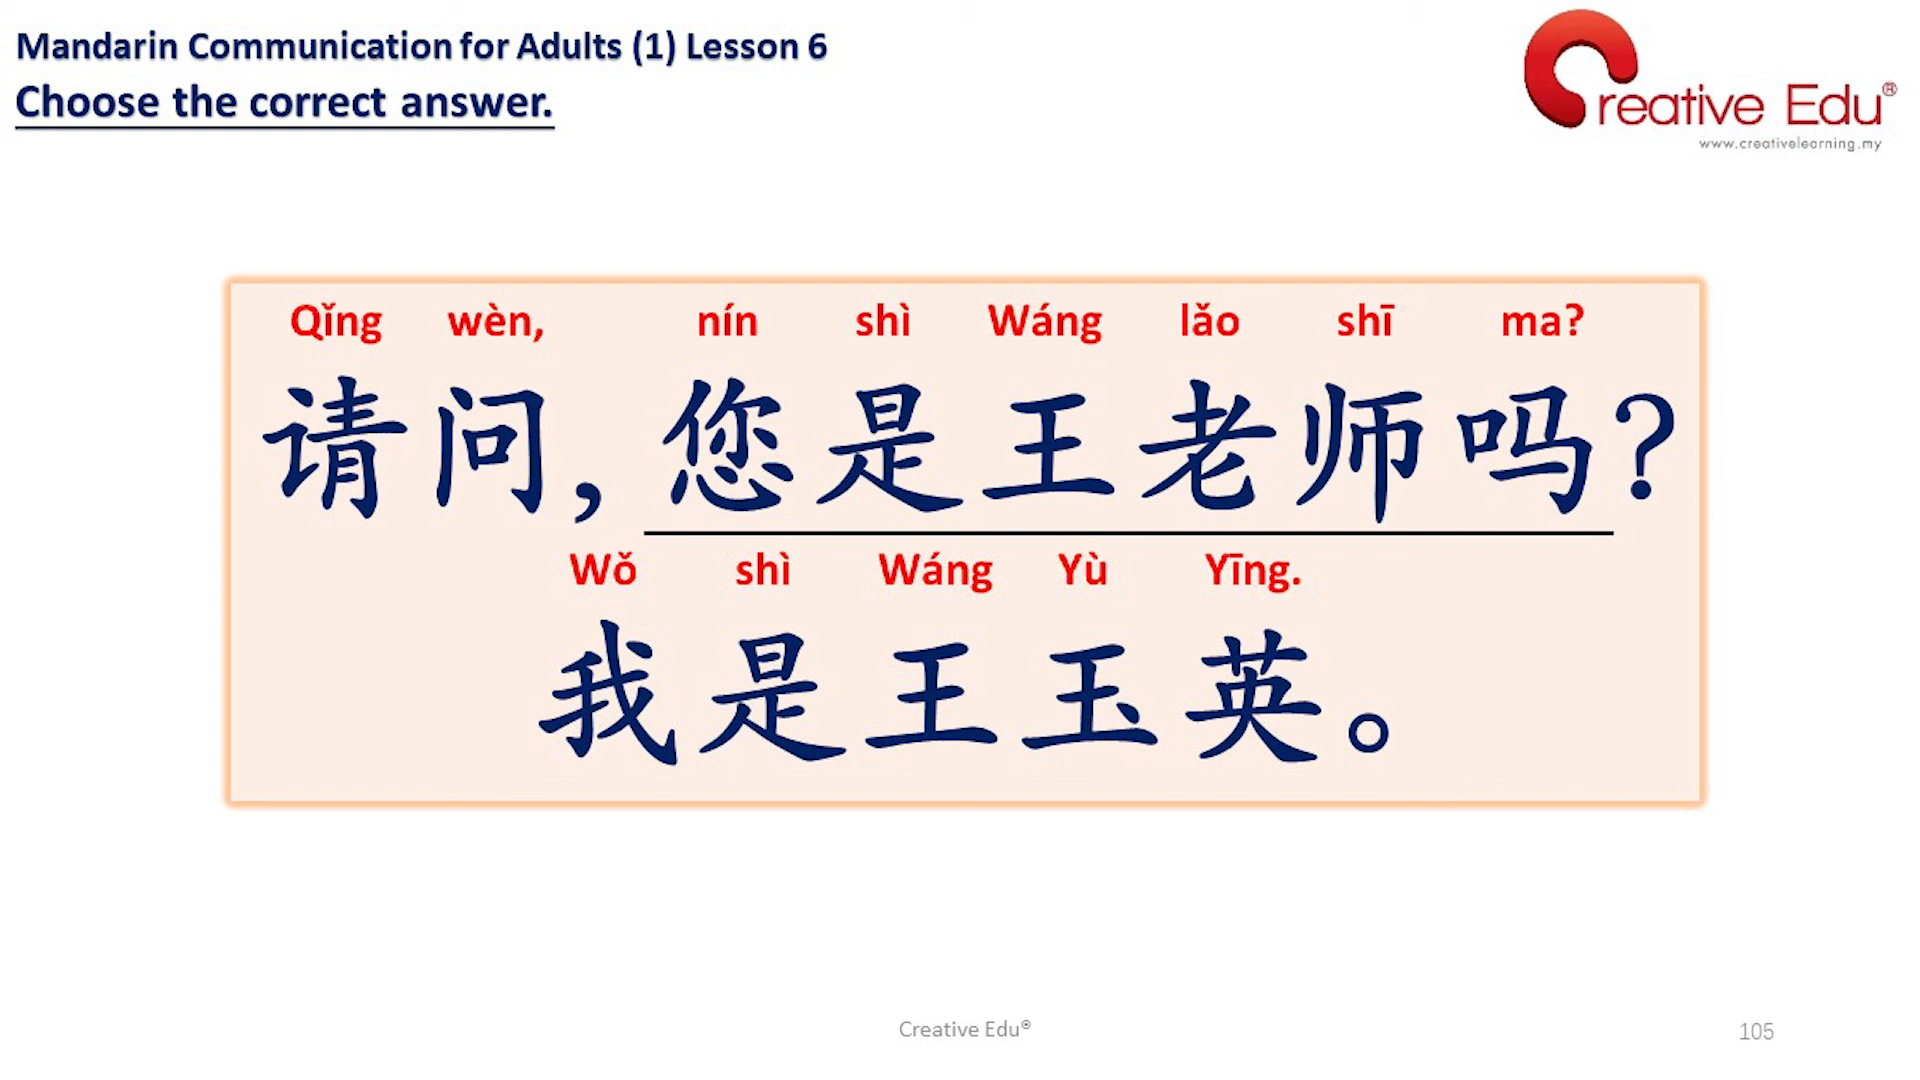 Mandarin Communication for Adults (1) Lesson 6
Choose the correct answer.
Creative Edu®
www.creativelearning.my
Qǐng wèn, nín shì Wáng lǎo shī ma?
请问,您是王老师吗?
Wǒ shì Wáng Yù Yīng.
我是王玉英。
Creative Edu®
105